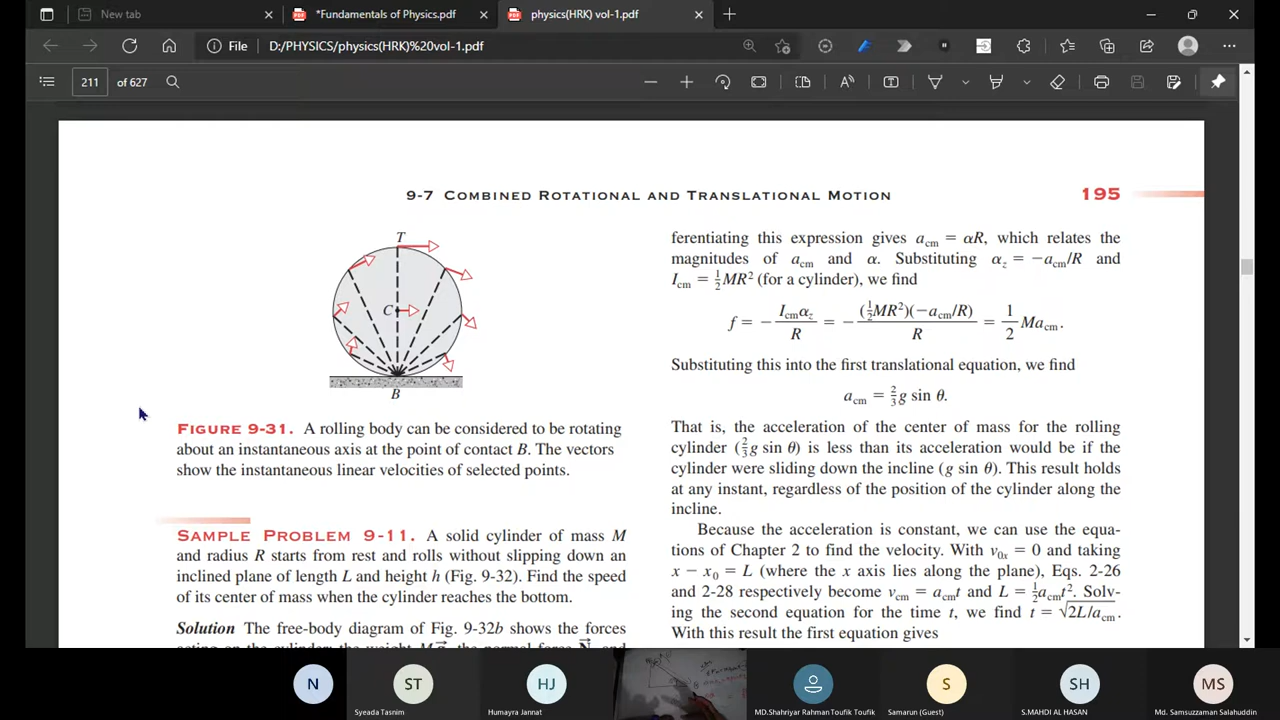 New tab
*Fundamentals of Physics.pdf
physics(HRK) vol-1.pdf
File
D:/PHYSICS/physics(HRK)%20vol-1.pdf
211 of 627
9-7 COMBINED ROTATIONAL AND TRANSLATIONAL MOTION 195
T
C
B
FIGURE 9-31. A rolling body can be considered to be rotating
about an instantaneous axis at the point of contact B. The vectors
show the instantaneous linear velocities of selected points.
SAMPLE PROBLEM 9-11. A solid cylinder of mass M
and radius R starts from rest and rolls without slipping down an
inclined plane of length L and height h (Fig. 9-32). Find the speed
of its center of mass when the cylinder reaches the bottom.
Solution The free-body diagram of Fig. 9-32b shows the forces
acting on the cylinder: the weight Mg, the normal force N, and
ferentiating this expression gives a_cm = αR, which relates the
magnitudes of a_cm and α. Substituting α_z = −a_cm/R and
I_cm = ½MR² (for a cylinder), we find
f = − I_cm α_z / R = − (½MR²)(−a_cm/R) / R = 1/2 Ma_cm.
Substituting this into the first translational equation, we find
a_cm = ⅔g sin θ.
That is, the acceleration of the center of mass for the rolling
cylinder (⅔g sin θ) is less than its acceleration would be if the
cylinder were sliding down the incline (g sin θ). This result holds
at any instant, regardless of the position of the cylinder along the
incline.
Because the acceleration is constant, we can use the equa-
tions of Chapter 2 to find the velocity. With v_0x = 0 and taking
x − x_0 = L (where the x axis lies along the plane), Eqs. 2-26
and 2-28 respectively become v_cm = a_cm t and L = ½a_cm t². Solv-
ing the second equation for the time t, we find t = √2L/a_cm.
With this result the first equation gives
N
ST
HJ
S
SH
MS
Syeada Tasnim
Humayra Jannat
MD.Shahriyar Rahman Toufik Toufik
Samarun (Guest)
S.MAHDI AL HASAN
Md. Samsuzzaman Salahuddin